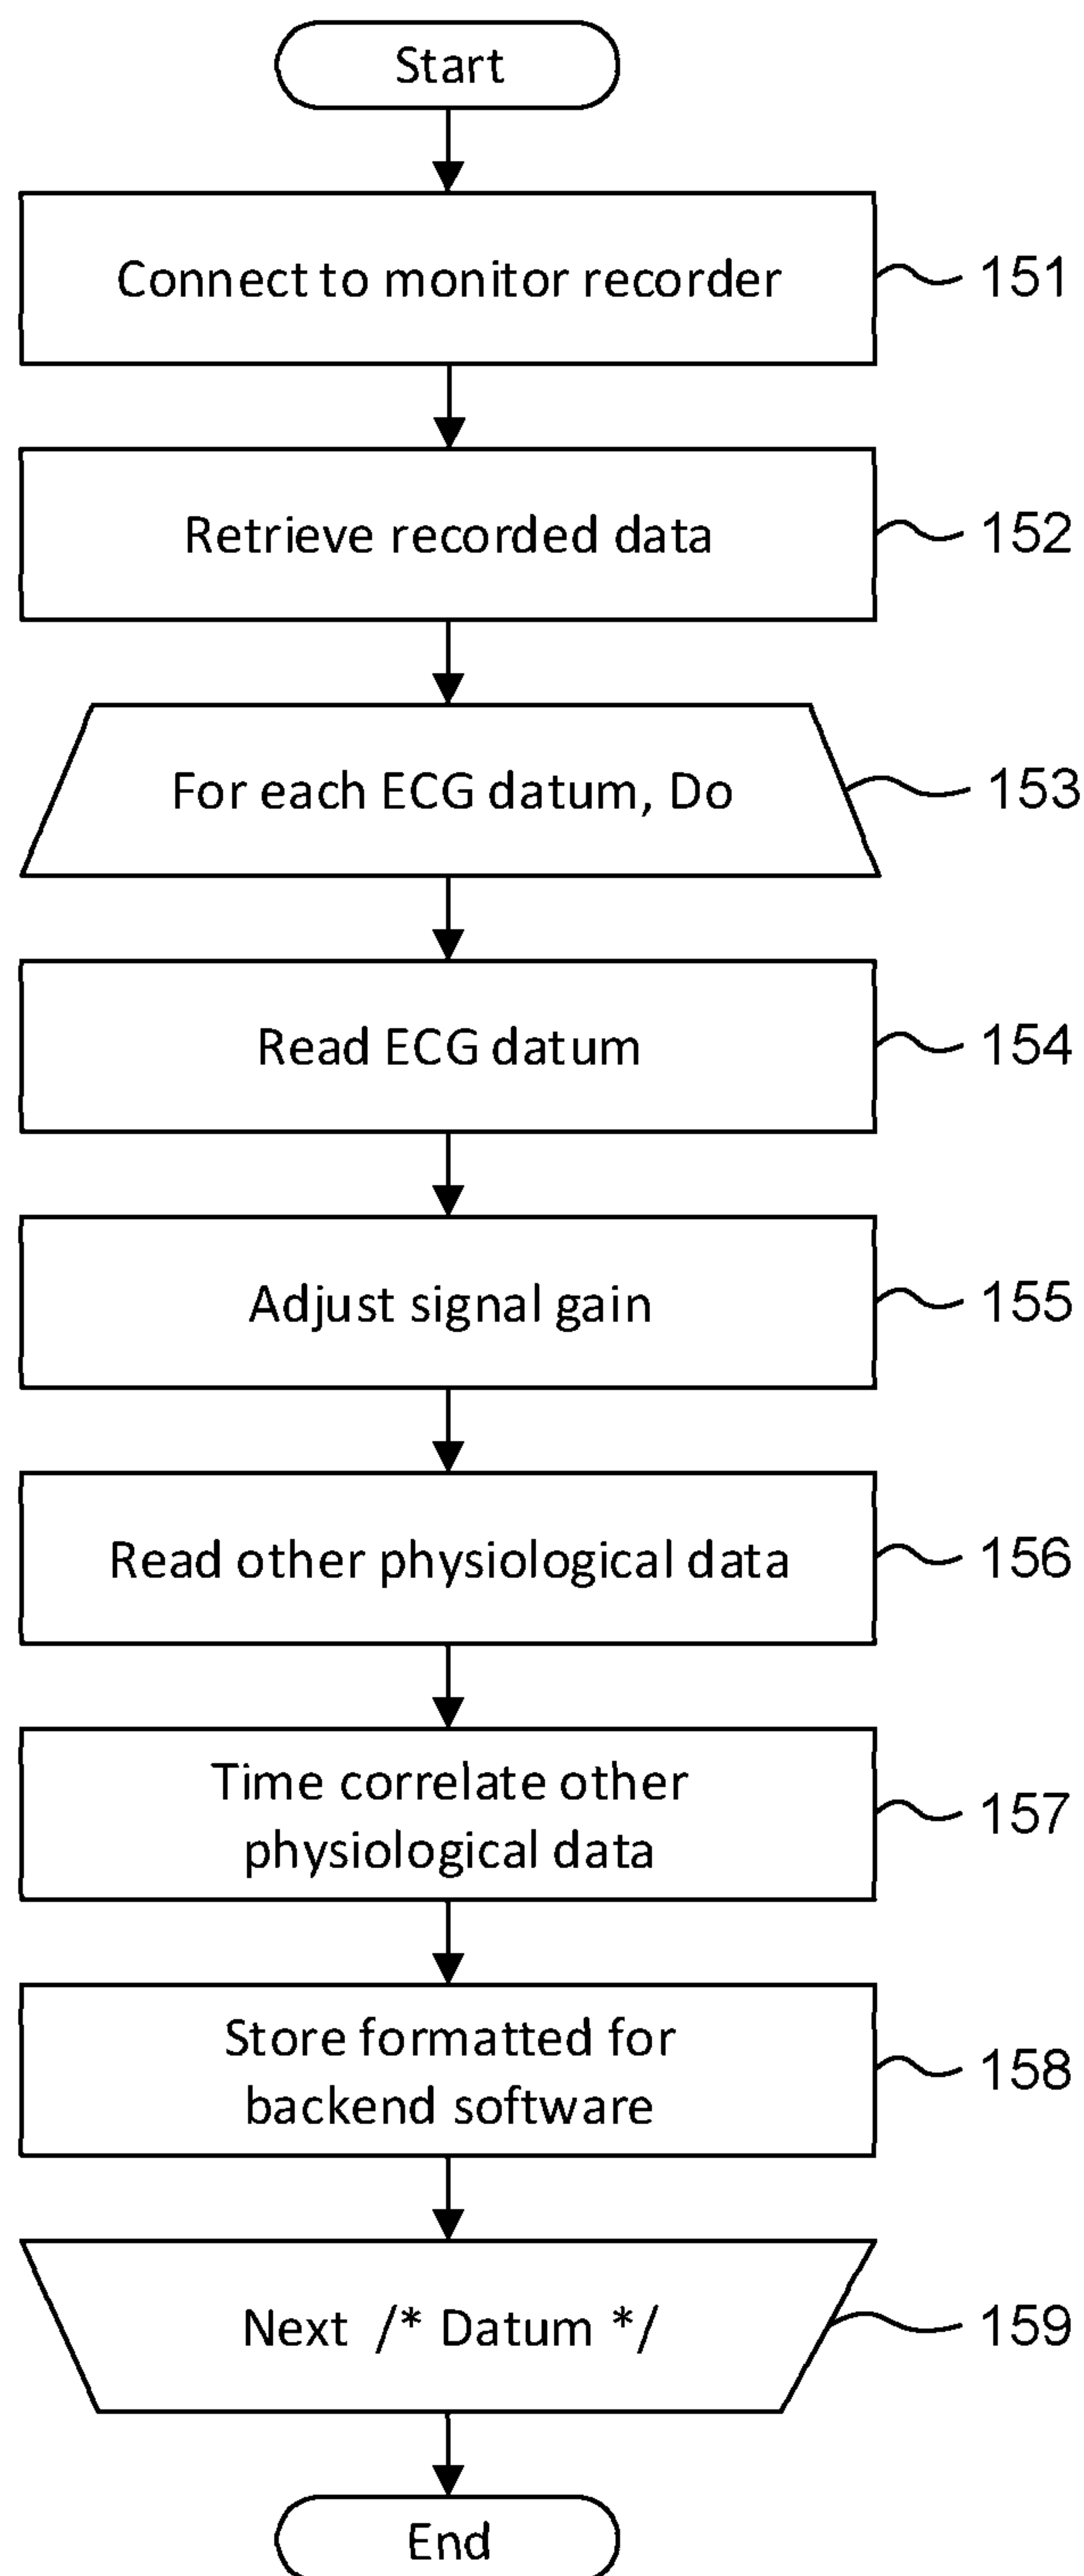 Start
Connect to monitor recorder
151
Retrieve recorded data
152
For each ECG datum, Do
153
Read ECG datum
154
Adjust signal gain
155
Read other physiological data
156
Time correlate other
physiological data
157
Store formatted for
backend software
158
Next /* Datum */
159
End